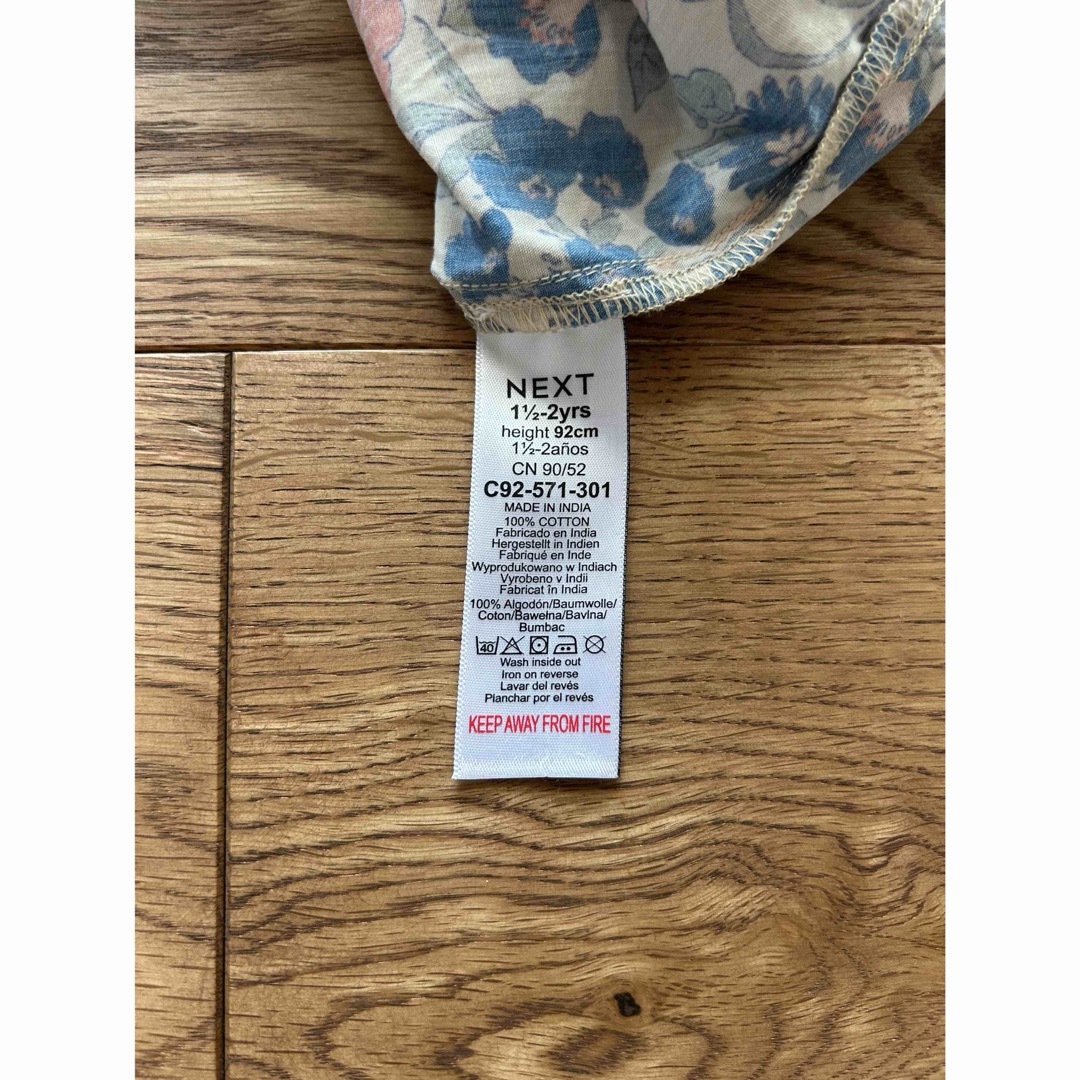 NEXT
1½-2yrs
height 92cm
1½-2años
CN 90/52
C92-571-301
MADE IN INDIA
100% COTTON
Fabricado en India
Hergestellt in Indien
Fabriqué en Inde
Wyprodukowano w Indiach
Vyrobeno v Indii
Fabricat în India
100% Algodón/Baumwolle/
Coton/Bawełna/Bavlna/
Bumbac
40
Wash inside out
Iron on reverse
Lavar del revés
Planchar por el revés
KEEP AWAY FROM FIRE